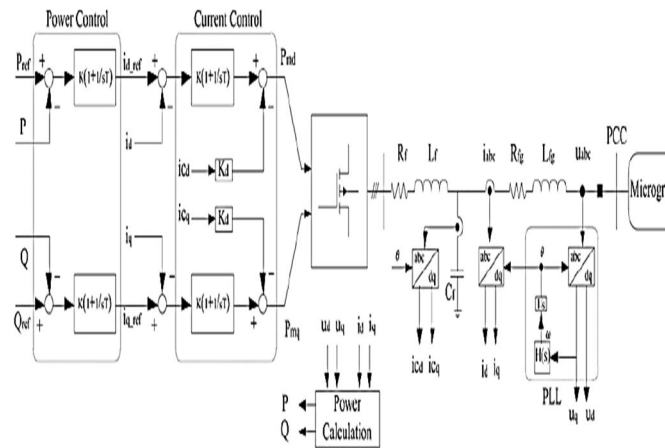 Power Control
Current Control
Pref
K(1+1/sT)
id_ref
K(1+1/sT)
Pmd
P
id
icd
Kd
icq
Kd
Q
iq
Qref
K(1+1/sT)
iq_ref
K(1+1/sT)
Pmq
Rf
Lf
iabc
Rfg
Lfg
uabc
PCC
Microgr
θ
abc
dq
Cf
abc
dq
θ
abc
dq
ω
H(s)
PLL
icd
icq
id
iq
uq
ud
ud
uq
id
iq
P
Q
Power
Calculation